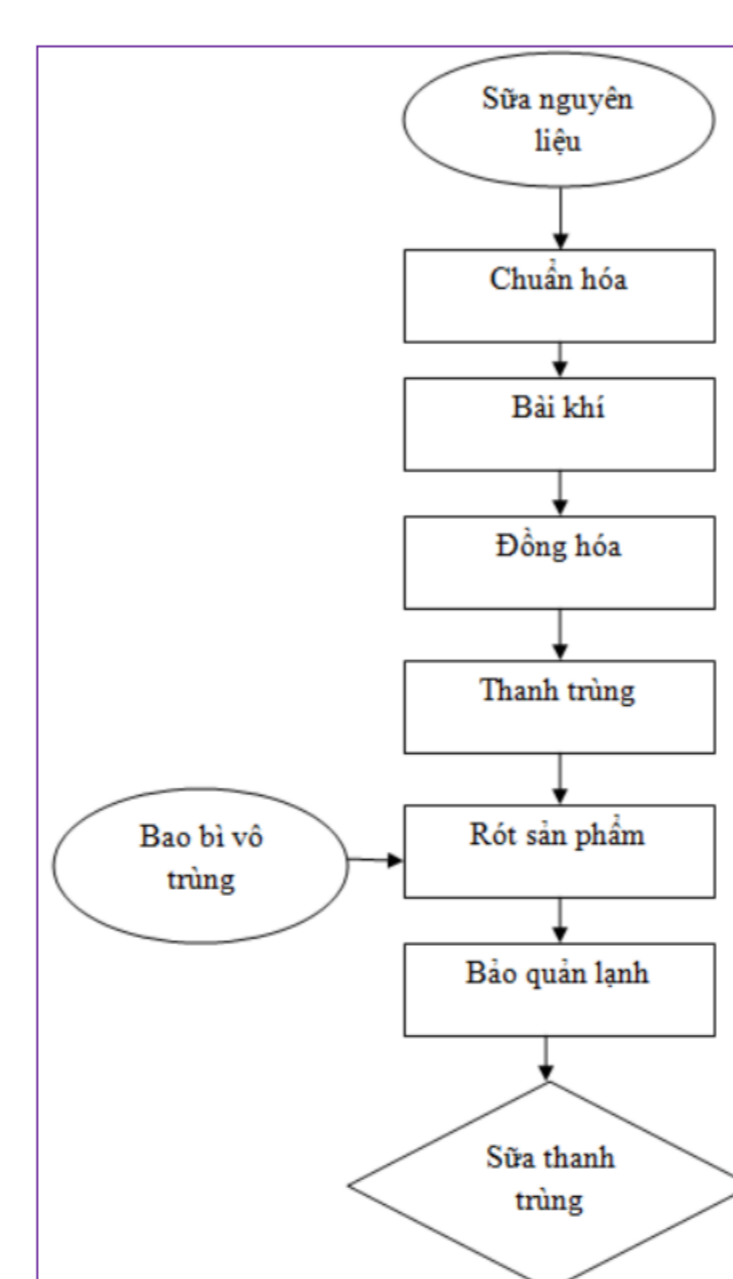 Sữa nguyên
liệu
Chuẩn hóa
Bài khí
Đồng hóa
Thanh trùng
Bao bì vô
trùng
Rót sản phẩm
Bảo quản lạnh
Sữa thanh
trùng